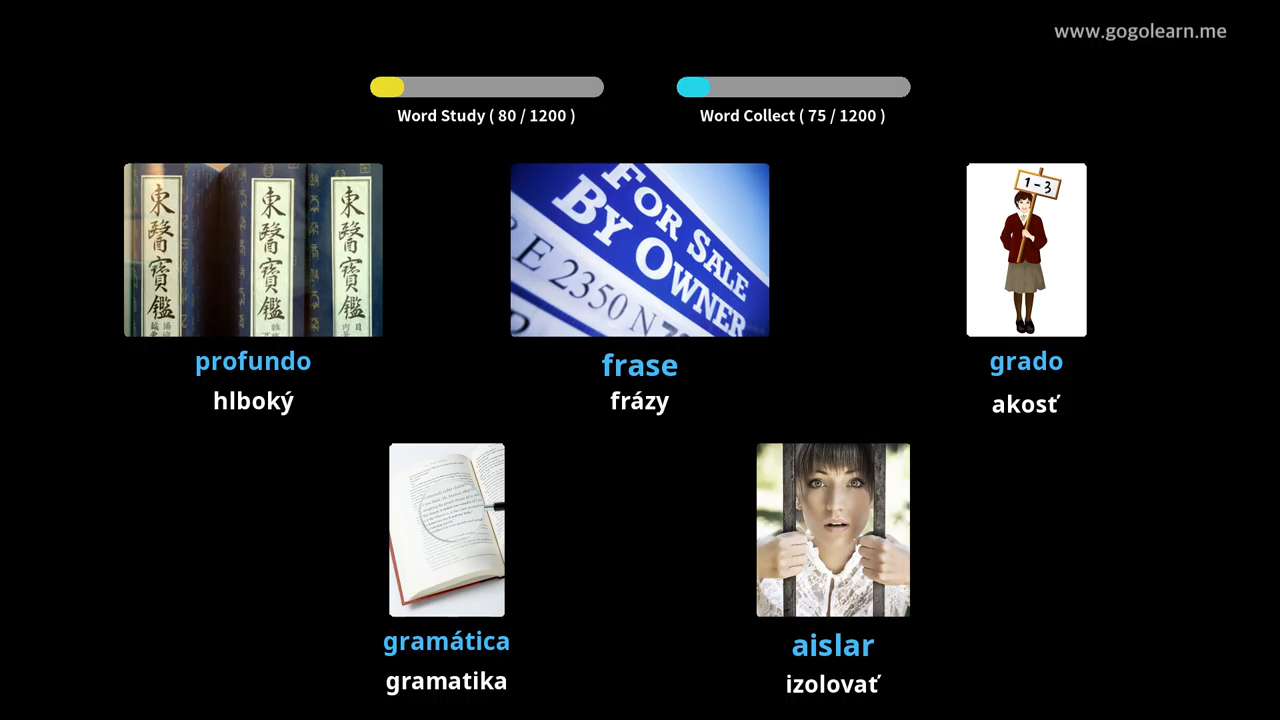 www.gogolearn.me
Word Study ( 80 / 1200 )
Word Collect ( 75 / 1200 )
東醫寶鑑
東醫寶鑑
東醫寶鑑
FOR SALE
BY OWNER
E 2350 N
1-3
profundo
frase
grado
hlboký
frázy
akosť
gramática
aislar
gramatika
izolovať